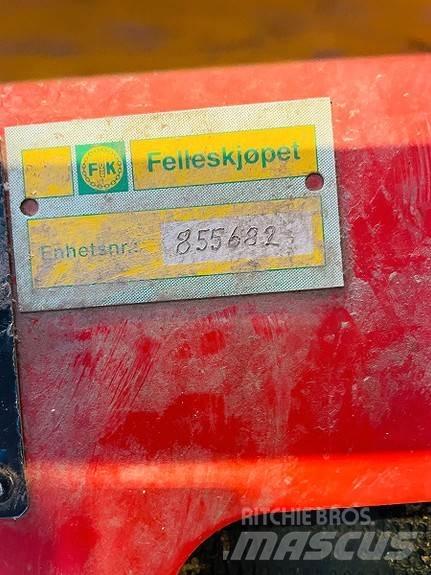 FK Felleskjøpet
Enhetsnr.: 855682
RITCHIE BROS.
MASCUS